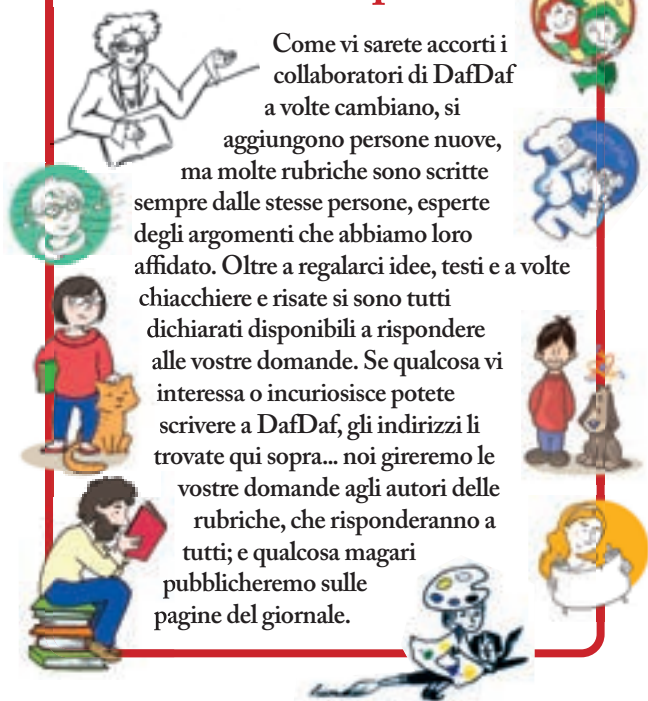 Come vi sarete accorti i
collaboratori di DafDaf
a volte cambiano, si
aggiungono persone nuove,
ma molte rubriche sono scritte
sempre dalle stesse persone, esperte
degli argomenti che abbiamo loro
affidato. Oltre a regalarci idee, testi e a volte
chiacchiere e risate si sono tutti
dichiarati disponibili a rispondere
alle vostre domande. Se qualcosa vi
interessa o incuriosisce potete
scrivere a DafDaf, gli indirizzi li
trovate qui sopra... noi gireremo le
vostre domande agli autori delle
rubriche, che risponderanno a
tutti; e qualcosa magari
pubblicheremo sulle
pagine del giornale.